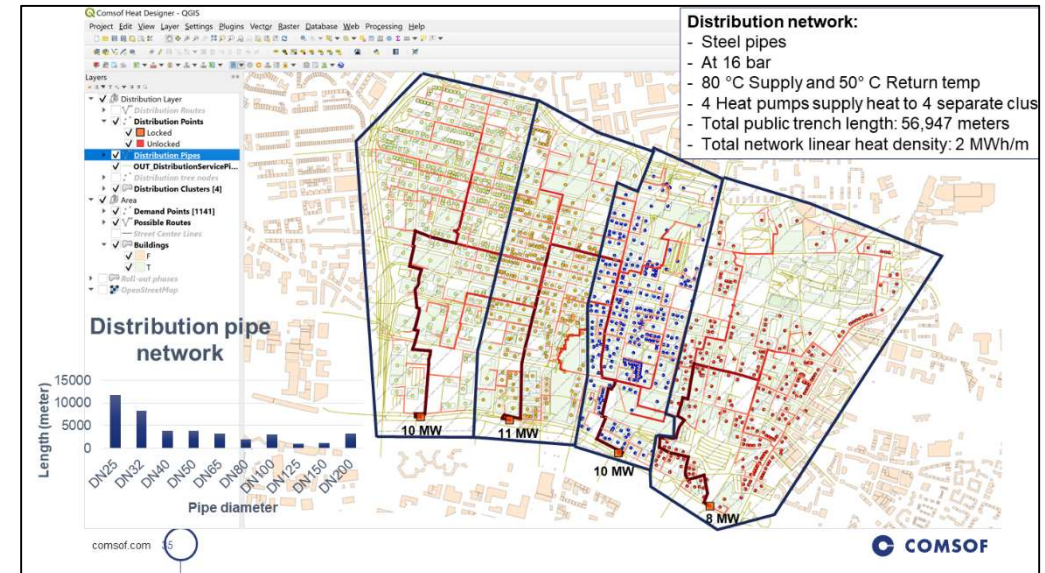 Comsof Heat Designer - QGIS
Project Edit View Layer Settings Plugins Vector Raster Database Web Processing Help
Layers
Distribution Layer
Distribution Routes
Distribution Points
Locked
Unlocked
Distribution Pipes
OUT_DistributionServicePi...
Distribution tree nodes
Distribution Clusters [4]
Area
Demand Points [1141]
Possible Routes
Street Center Lines
Buildings
F
T
Roll-out phases
OpenStreetMap
Distribution network:
- Steel pipes
- At 16 bar
- 80 °C Supply and 50° C Return temp
- 4 Heat pumps supply heat to 4 separate clus
- Total public trench length: 56,947 meters
- Total network linear heat density: 2 MWh/m
Distribution pipe
network
Length (meter)
15000
10000
5000
0
DN25
DN32
DN40
DN50
DN65
DN80
DN100
DN125
DN150
DN200
Pipe diameter
10 MW
11 MW
10 MW
8 MW
comsof.com
35
COMSOF